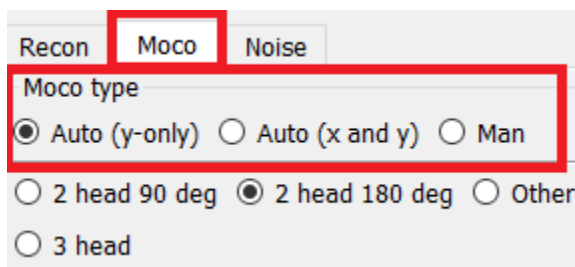 Recon Moco Noise
Moco type
Auto (y-only) Auto (x and y) Man
2 head 90 deg 2 head 180 deg Other
3 head